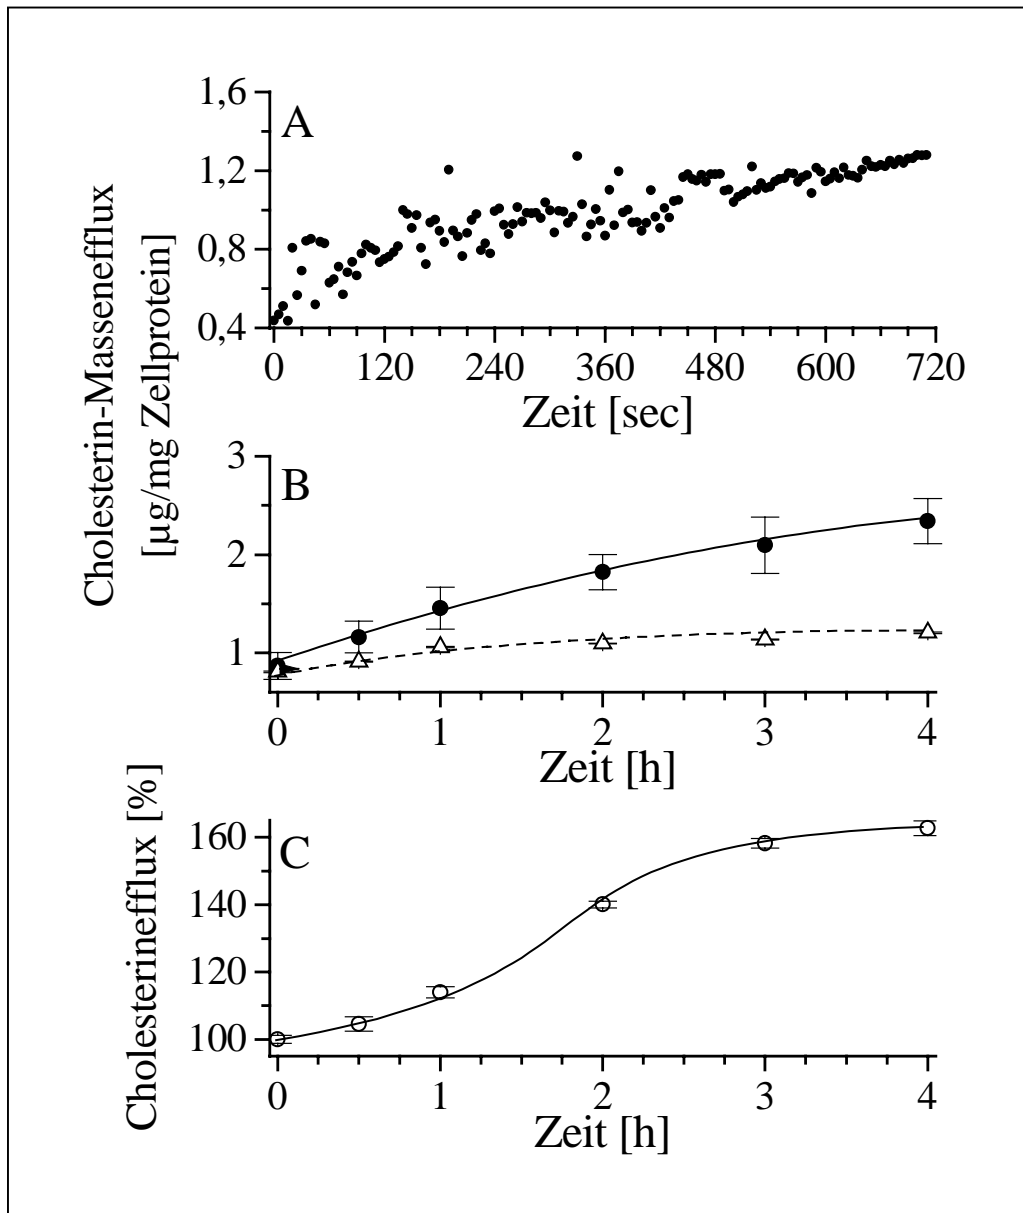 Cholesterin-Masseneffflux
[µg/mg Zellprotein]
A
1,6
1,2
0,8
0,4
0 120 240 360 480 600 720
Zeit [sec]
B
3
2
1
0 1 2 3 4
Zeit [h]
Cholesterinefflux [%]
C
160
140
120
100
0 1 2 3 4
Zeit [h]